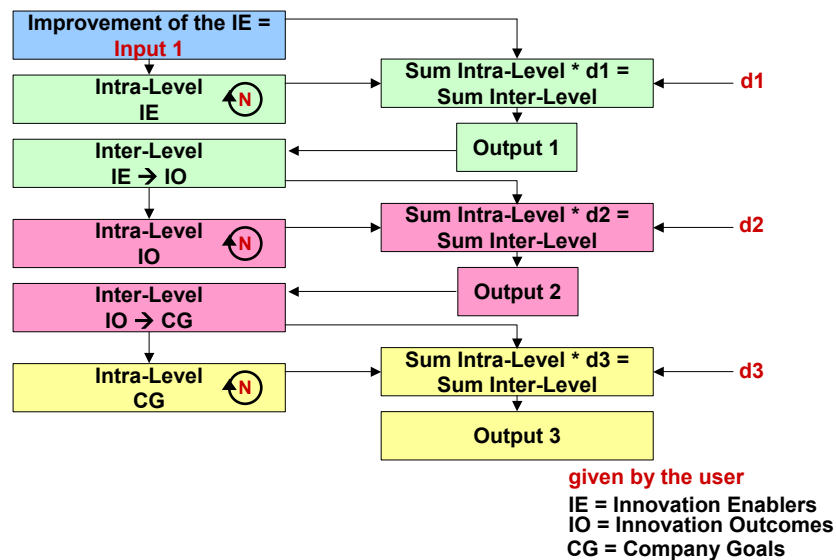 Improvement of the IE =
Input 1
Intra-Level
IE
N
Sum Intra-Level * d1 =
Sum Inter-Level
d1
Output 1
Inter-Level
IE → IO
Intra-Level
IO
N
Sum Intra-Level * d2 =
Sum Inter-Level
d2
Output 2
Inter-Level
IO → CG
Intra-Level
CG
N
Sum Intra-Level * d3 =
Sum Inter-Level
d3
Output 3
given by the user
IE = Innovation Enablers
IO = Innovation Outcomes
CG = Company Goals